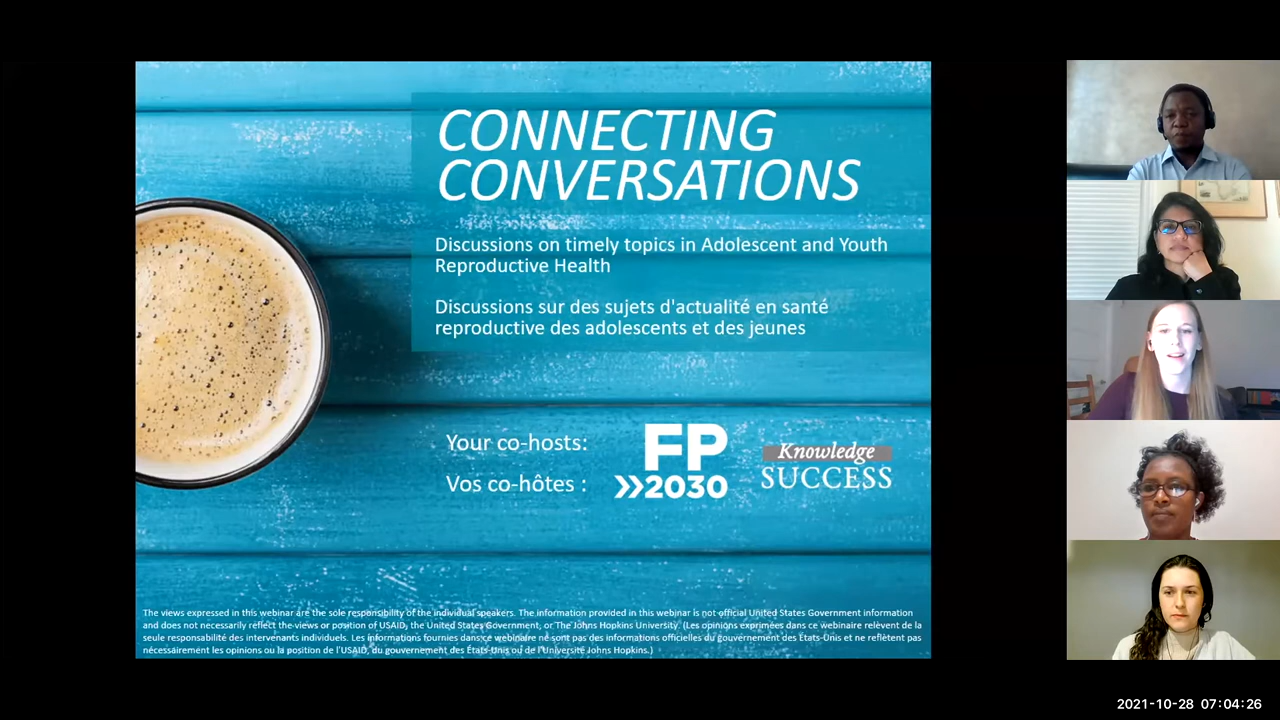 CONNECTING
CONVERSATIONS
Discussions on timely topics in Adolescent and Youth
Reproductive Health
Discussions sur des sujets d'actualité en santé
reproductive des adolescents et des jeunes
Your co-hosts:
Vos co-hôtes :
FP
»2030
Knowledge
SUCCESS
The views expressed in this webinar are the sole responsibility of the individual speakers. The information provided in this webinar is not official United States Government information
and does not necessarily reflect the views or position of USAID, the United States Government, or The Johns Hopkins University. (Les opinions exprimées dans ce webinaire relèvent de la
seule responsabilité des intervenants individuels. Les informations fournies dans ce webinaire ne sont pas des informations officielles du gouvernement des États-Unis et ne reflètent pas
nécessairement les opinions ou la position de l'USAID, du gouvernement des États-Unis ou de l'Université Johns Hopkins.)
2021-10-28 07:04:26